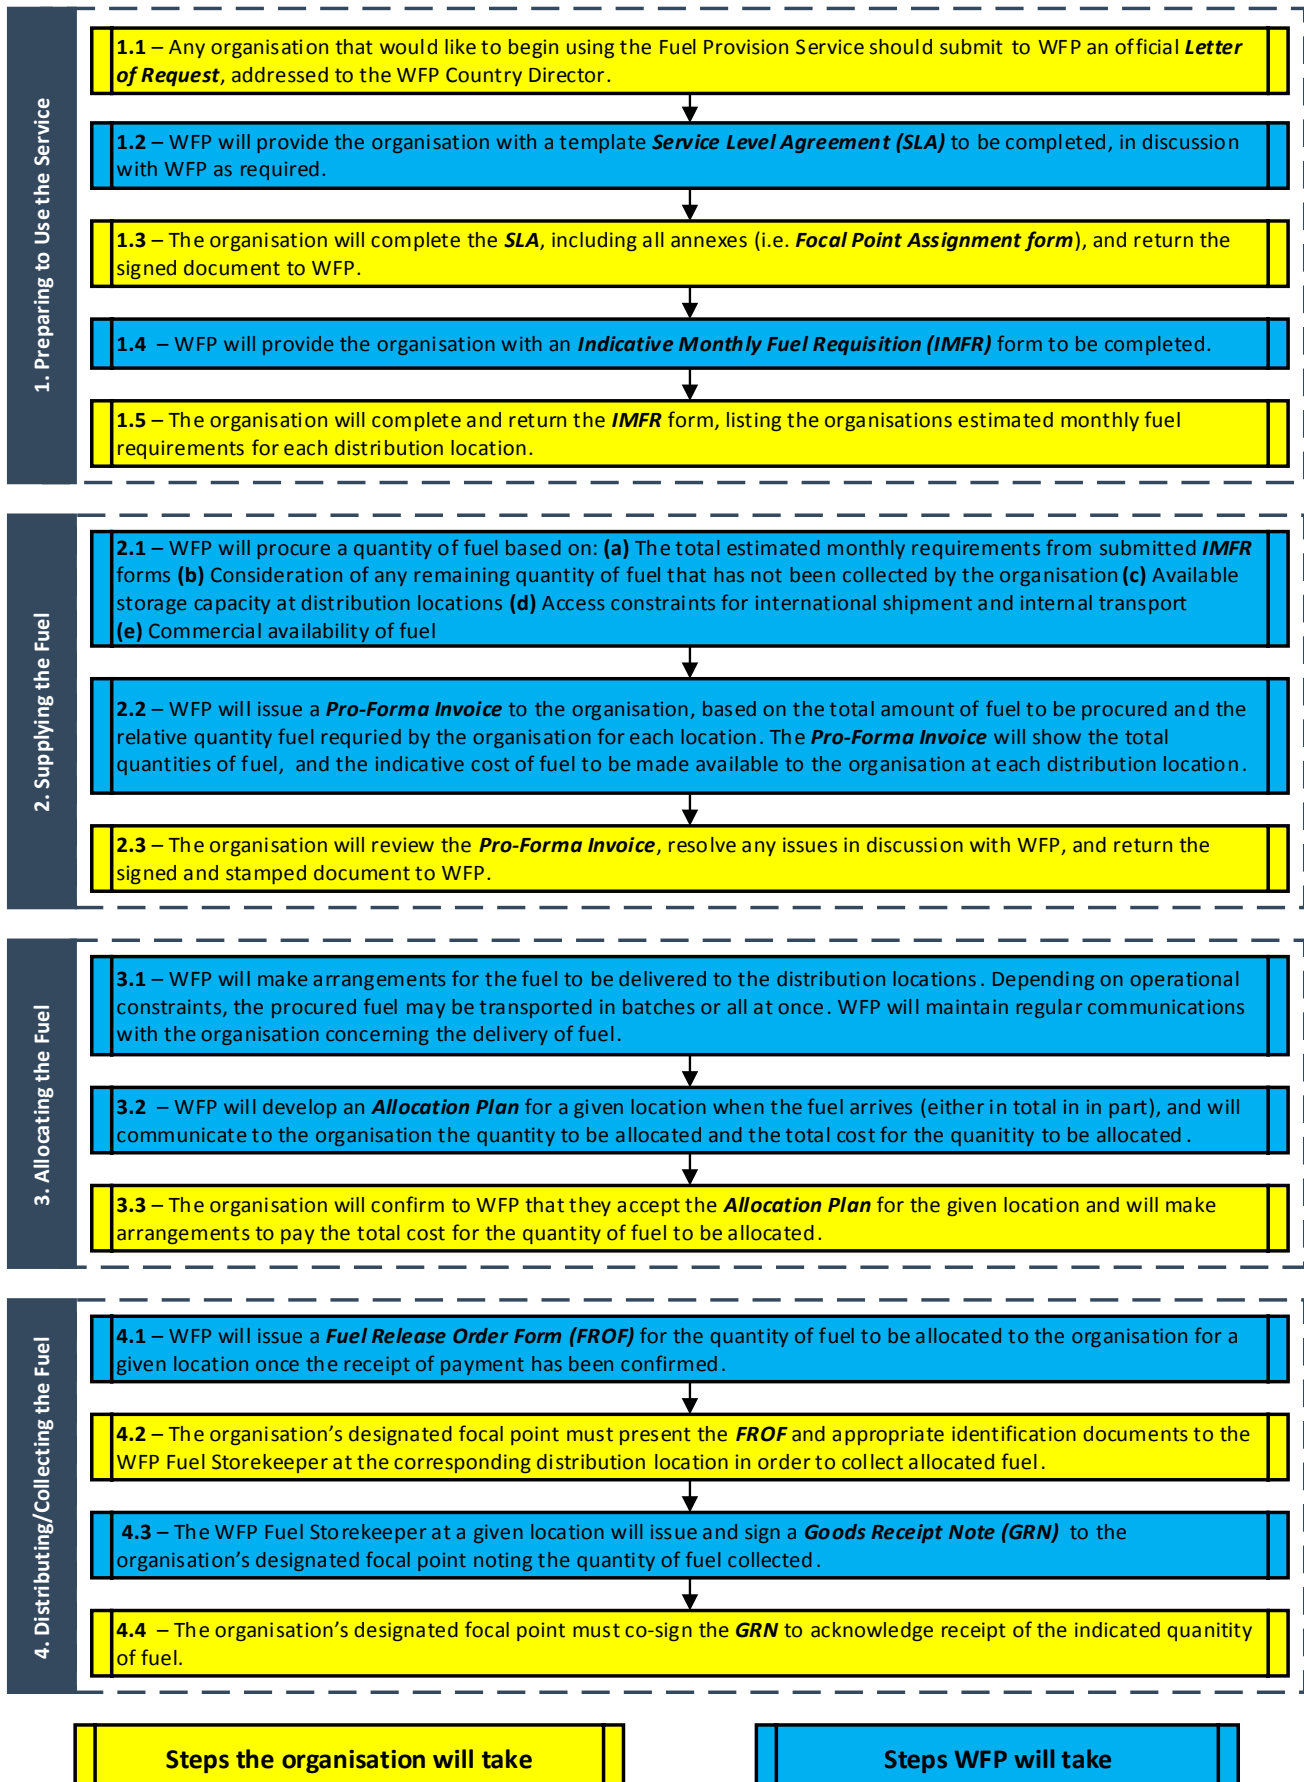 1. Preparing to Use the Service
1.1 – Any organisation that would like to begin using the Fuel Provision Service should submit to WFP an official Letter
of Request, addressed to the WFP Country Director.
1.2 – WFP will provide the organisation with a template Service Level Agreement (SLA) to be completed, in discussion
with WFP as required.
1.3 – The organisation will complete the SLA, including all annexes (i.e. Focal Point Assignment form), and return the
signed document to WFP.
1.4 – WFP will provide the organisation with an Indicative Monthly Fuel Requisition (IMFR) form to be completed.
1.5 – The organisation will complete and return the IMFR form, listing the organisations estimated monthly fuel
requirements for each distribution location.
2. Supplying the Fuel
2.1 – WFP will procure a quantity of fuel based on: (a) The total estimated monthly requirements from submitted IMFR
forms (b) Consideration of any remaining quantity of fuel that has not been collected by the organisation (c) Available
storage capacity at distribution locations (d) Access constraints for international shipment and internal transport
(e) Commercial availability of fuel
2.2 – WFP will issue a Pro-Forma Invoice to the organisation, based on the total amount of fuel to be procured and the
relative quantity fuel requried by the organisation for each location. The Pro-Forma Invoice will show the total
quantities of fuel, and the indicative cost of fuel to be made available to the organisation at each distribution location.
2.3 – The organisation will review the Pro-Forma Invoice, resolve any issues in discussion with WFP, and return the
signed and stamped document to WFP.
3. Allocating the Fuel
3.1 – WFP will make arrangements for the fuel to be delivered to the distribution locations. Depending on operational
constraints, the procured fuel may be transported in batches or all at once. WFP will maintain regular communications
with the organisation concerning the delivery of fuel.
3.2 – WFP will develop an Allocation Plan for a given location when the fuel arrives (either in total in in part), and will
communicate to the organisation the quantity to be allocated and the total cost for the quanitity to be allocated.
3.3 – The organisation will confirm to WFP that they accept the Allocation Plan for the given location and will make
arrangements to pay the total cost for the quantity of fuel to be allocated.
4. Distributing/Collecting the Fuel
4.1 – WFP will issue a Fuel Release Order Form (FROF) for the quantity of fuel to be allocated to the organisation for a
given location once the receipt of payment has been confirmed.
4.2 – The organisation’s designated focal point must present the FROF and appropriate identification documents to the
WFP Fuel Storekeeper at the corresponding distribution location in order to collect allocated fuel.
4.3 – The WFP Fuel Storekeeper at a given location will issue and sign a Goods Receipt Note (GRN) to the
organisation’s designated focal point noting the quantity of fuel collected.
4.4 – The organisation’s designated focal point must co-sign the GRN to acknowledge receipt of the indicated quanitity
of fuel.
Steps the organisation will take
Steps WFP will take